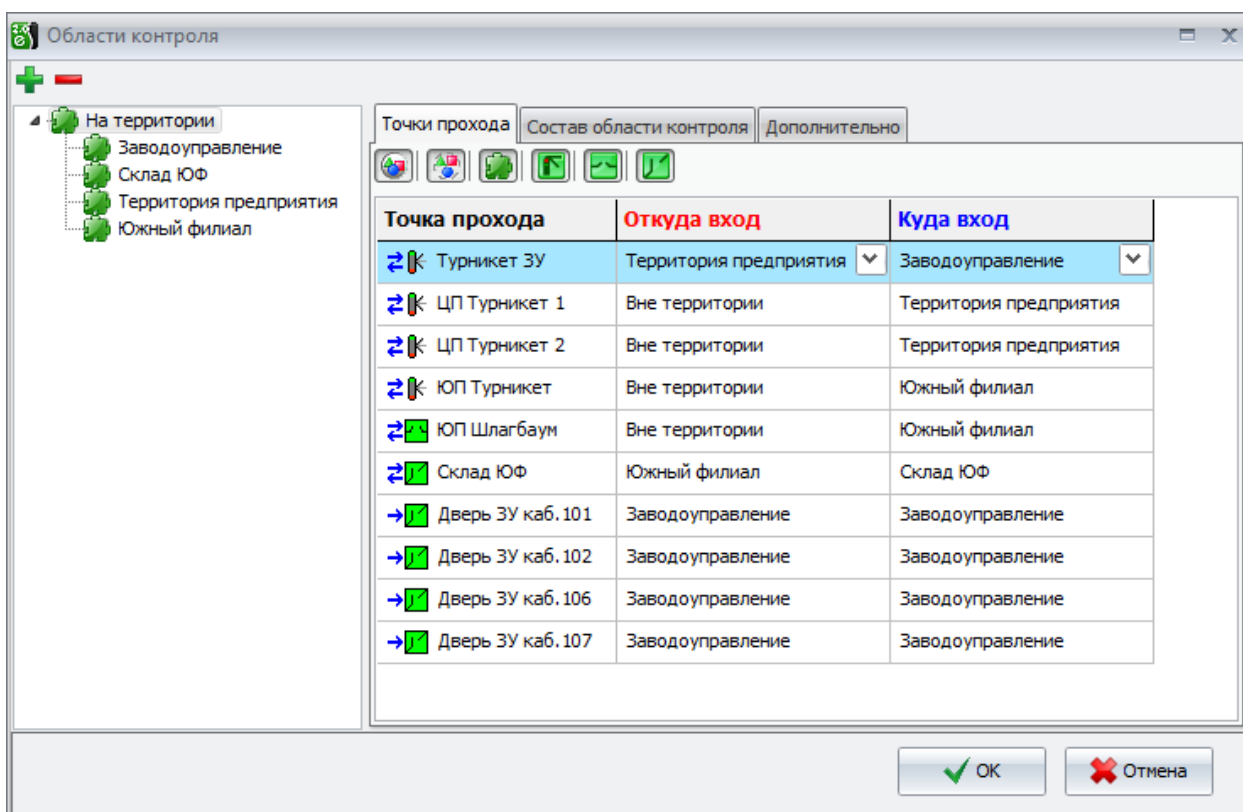 Области контроля
На территории
Заводоуправление
Склад ЮФ
Территория предприятия
Южный филиал
Точки прохода Состав области контроля Дополнительно
Точка прохода Откуда вход Куда вход
Турникет ЗУ Территория предприятия Заводоуправление
ЦП Турникет 1 Вне территории Территория предприятия
ЦП Турникет 2 Вне территории Территория предприятия
ЮП Турникет Вне территории Южный филиал
ЮП Шлагбаум Вне территории Южный филиал
Склад ЮФ Южный филиал Склад ЮФ
Дверь ЗУ каб.101 Заводоуправление Заводоуправление
Дверь ЗУ каб.102 Заводоуправление Заводоуправление
Дверь ЗУ каб.106 Заводоуправление Заводоуправление
Дверь ЗУ каб.107 Заводоуправление Заводоуправление
OK Отмена